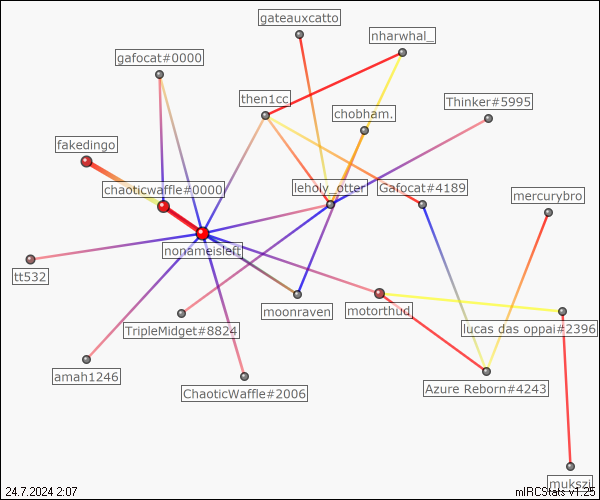 gateauxcatto
nharwhal_
gafocat#0000
then1cc
Thinker#5995
chobham.
fakedingo
chaoticwaffle#0000
leholy_otter
Gafocat#4189
mercurybro
nonameisleft
tt532
moonraven
motorthud
TripleMidget#8824
lucas das oppai#2396
amah1246
ChaoticWaffle#2006
Azure Reborn#4243
mukszi
24.7.2024 2:07
mIRCStats v1.25